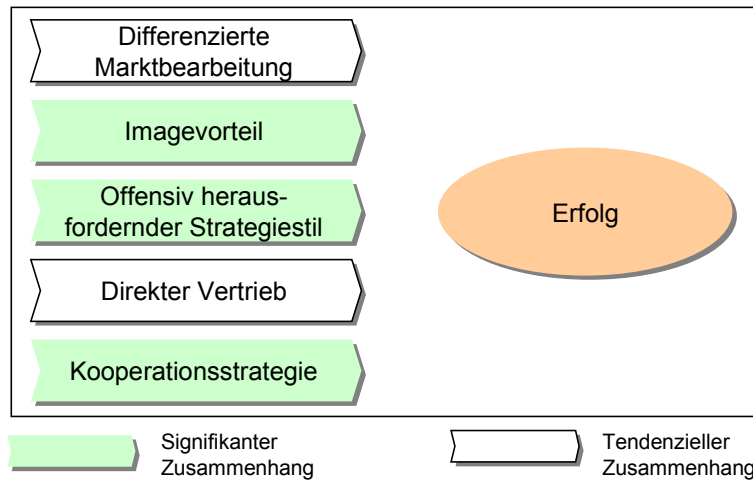 Differenzierte
Marktbearbeitung
Imagevorteil
Offensiv heraus-
fordernder Strategiestil
Erfolg
Direkter Vertrieb
Kooperationsstrategie
Signifikanter
Zusammenhang
Tendenzieller
Zusammenhang